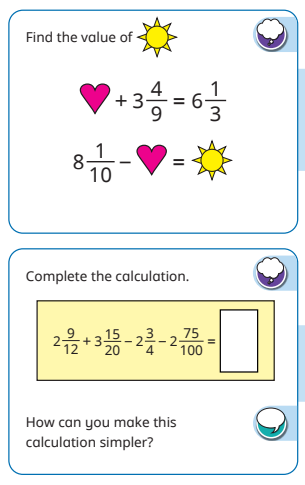 Find the value of
+ 3 4/9 = 6 1/3
8 1/10 – =
Complete the calculation.
2 9/12 + 3 15/20 – 2 3/4 – 2 75/100 =
How can you make this
calculation simpler?